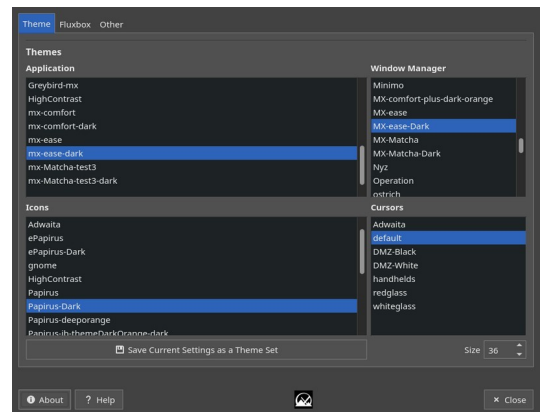 Theme Fluxbox Other
Themes
Application
Greybird-mx
HighContrast
mx-comfort
mx-comfort-dark
mx-ease
mx-ease-dark
mx-Matcha-test3
mx-Matcha-test3-dark
Window Manager
Minimo
MX-comfort-plus-dark-orange
MX-ease
MX-ease-Dark
MX-Matcha
MX-Matcha-Dark
Nyz
Operation
ostrich
Icons
Adwaita
ePapirus
ePapirus-Dark
gnome
HighContrast
Papirus
Papirus-Dark
Papirus-deeporange
Papirus-jb-themeDarkOrange-dark
Cursors
Adwaita
default
DMZ-Black
DMZ-White
handhelds
redglass
whiteglass
Save Current Settings as a Theme Set
Size 36
About ? Help
× Close